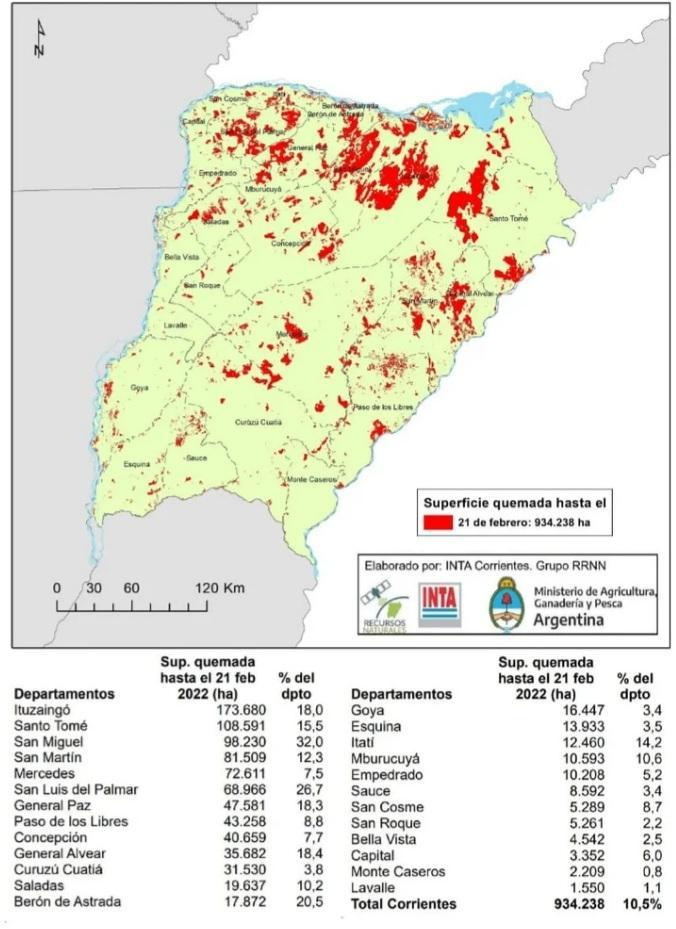 N
San Cosme
Itatí
Berón de Astrada
Berón de Astrada
Capital
General Paz
Empedrado
Mburucuyá
Saladas
Santo Tomé
Concepción
Bella Vista
San Roque
San Martín
General Alvear
Lavalle
Mercedes
Goya
Paso de los Libres
Curuzú Cuatiá
Sauce
Esquina
Monte Caseros
Superficie quemada hasta el
21 de febrero: 934.238 ha
Elaborado por: INTA Corrientes. Grupo RRNN
0 30 60 120 Km
RECURSOS
NATURALES
INTA
Ministerio de Agricultura,
Ganadería y Pesca
Argentina
Departamentos Sup. quemada hasta el 21 feb 2022 (ha) % del dpto
Ituzaingó 173.680 18,0
Santo Tomé 108.591 15,5
San Miguel 98.230 32,0
San Martín 81.509 12,3
Mercedes 72.611 7,5
San Luis del Palmar 68.966 26,7
General Paz 47.581 18,3
Paso de los Libres 43.258 8,8
Concepción 40.659 7,7
General Alvear 35.682 18,4
Curuzú Cuatiá 31.530 3,8
Saladas 19.637 10,2
Berón de Astrada 17.872 20,5
Departamentos Sup. quemada hasta el 21 feb 2022 (ha) % del dpto
Goya 16.447 3,4
Esquina 13.933 3,5
Itatí 12.460 14,2
Mburucuyá 10.593 10,6
Empedrado 10.208 5,2
Sauce 8.592 3,4
San Cosme 5.289 8,7
San Roque 5.261 2,2
Bella Vista 4.542 2,5
Capital 3.352 6,0
Monte Caseros 2.209 0,8
Lavalle 1.550 1,1
Total Corrientes 934.238 10,5%